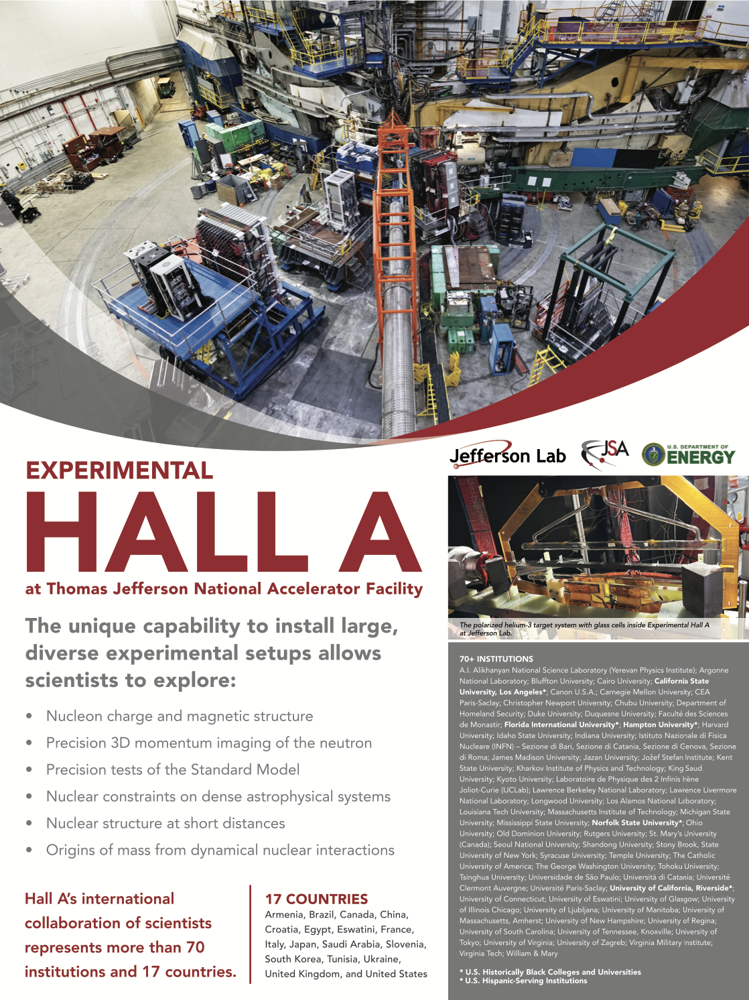 Jefferson Lab
JSA
U.S. DEPARTMENT OF
ENERGY
EXPERIMENTAL
HALL A
at Thomas Jefferson National Accelerator Facility
The unique capability to install large,
diverse experimental setups allows
scientists to explore:
• Nucleon charge and magnetic structure
• Precision 3D momentum imaging of the neutron
• Precision tests of the Standard Model
• Nuclear constraints on dense astrophysical systems
• Nuclear structure at short distances
• Origins of mass from dynamical nuclear interactions
Hall A's international
collaboration of scientists
represents more than 70
institutions and 17 countries.
17 COUNTRIES
Armenia, Brazil, Canada, China,
Croatia, Egypt, Eswatini, France,
Italy, Japan, Saudi Arabia, Slovenia,
South Korea, Tunisia, Ukraine,
United Kingdom, and United States
The polarized helium-3 target system with glass cells inside Experimental Hall A
at Jefferson Lab.
70+ INSTITUTIONS
A.I. Alikhanyan National Science Laboratory (Yerevan Physics Institute); Argonne
National Laboratory; Bluffton University; Cairo University; California State
University, Los Angeles•; Canon U.S.A.; Carnegie Mellon University; CEA
Paris-Saclay; Christopher Newport University; Chubu University; Department of
Homeland Security; Duke University; Duquesne University; Faculté des Sciences
de Monastir; Florida International University•; Hampton University*; Harvard
University; Idaho State University; Indiana University; Istituto Nazionale di Fisica
Nucleare (INFN) – Sezione di Bari, Sezione di Catania, Sezione di Genova, Sezione
di Roma; James Madison University; Jazan University; Jožef Stefan Institute; Kent
State University; Kharkov Institute of Physics and Technology; King Saud
University; Kyoto University; Laboratoire de Physique des 2 Infinis Irène
Joliot-Curie (IJCLab); Lawrence Berkeley National Laboratory; Lawrence Livermore
National Laboratory; Longwood University; Los Alamos National Laboratory;
Louisiana Tech University; Massachusetts Institute of Technology; Michigan State
University; Mississippi State University; Norfolk State University*; Ohio
University; Old Dominion University; Rutgers University; St. Mary's University
(Canada); Seoul National University; Shandong University; Stony Brook, State
University of New York; Syracuse University; Temple University; The Catholic
University of America; The George Washington University; Tohoku University;
Tsinghua University; Universidade de São Paulo; Università di Catania; Université
Clermont Auvergne; Université Paris-Saclay; University of California, Riverside•;
University of Connecticut; University of Eswatini; University of Glasgow; University
of Illinois Chicago; University of Ljubljana; University of Manitoba; University of
Massachusetts, Amherst; University of New Hampshire; University of Regina;
University of South Carolina; University of Tennessee, Knoxville; University of
Tokyo; University of Virginia; University of Zagreb; Virginia Military Institute;
Virginia Tech; William & Mary
* U.S. Historically Black Colleges and Universities
• U.S. Hispanic-Serving Institutions